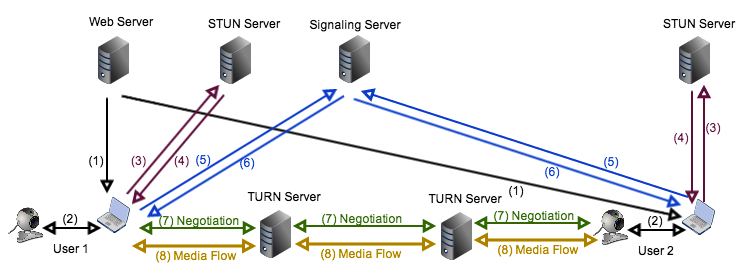 Web Server
STUN Server
Signaling Server
STUN Server
(1)
(3)
(4)
(5)
(6)
(5)
(6)
(4)
(3)
(1)
TURN Server
TURN Server
(2)
(7) Negotiation
(7) Negotiation
(7) Negotiation
(2)
User 1
(8) Media Flow
(8) Media Flow
(8) Media Flow
User 2